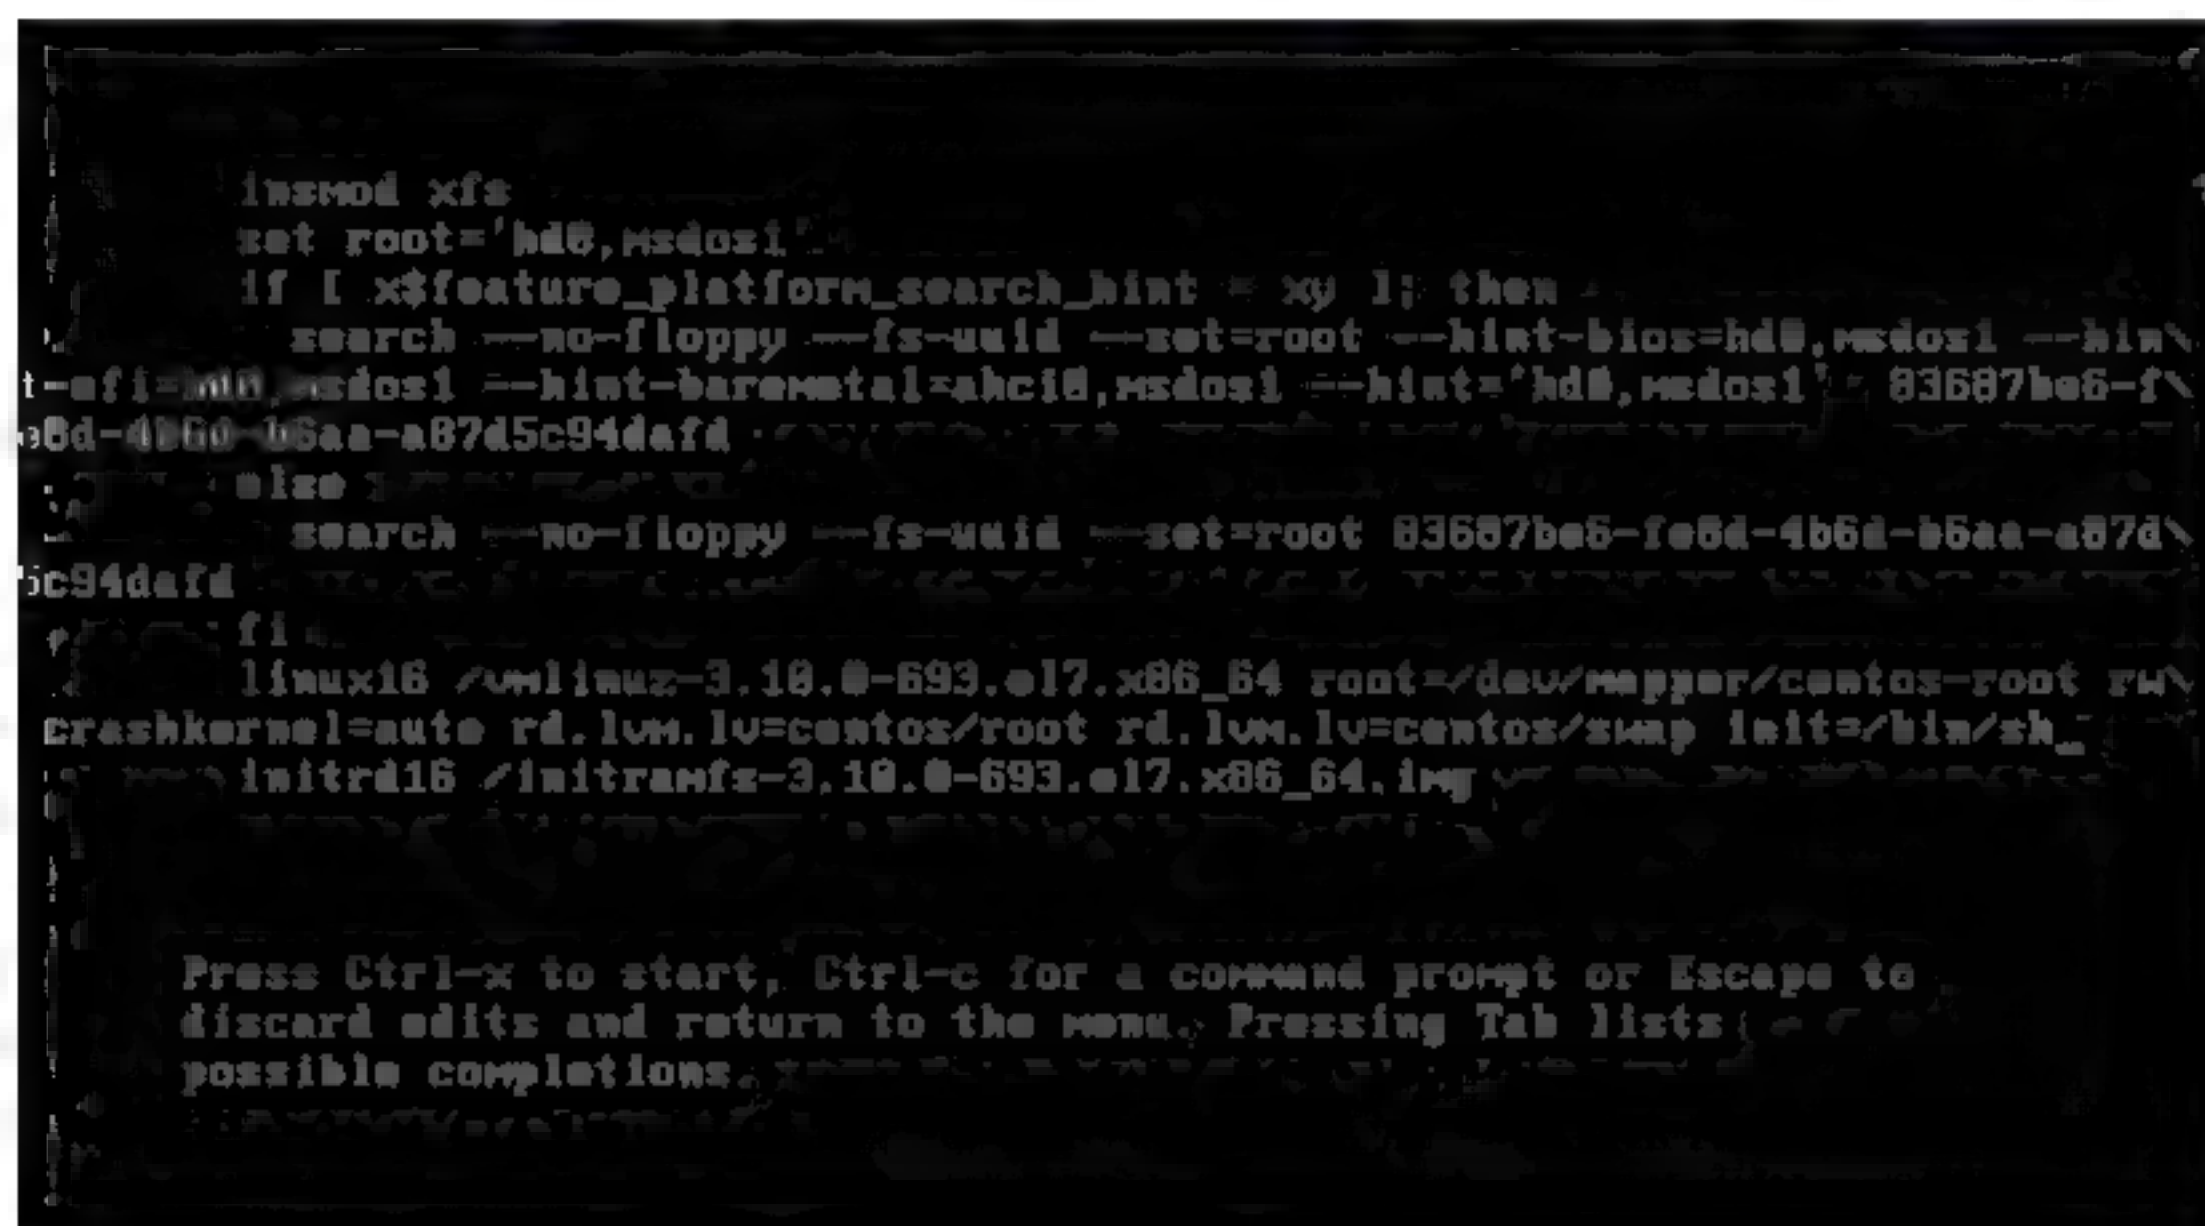 insmod xfs
set root='hd0,msdos1'
if [ x$feature_platform_search_hint = xy ]; then
search --no-floppy --fs-uuid --set=root --hint-bios=hd0,msdos1 --hin\
t-efi=hd0,msdos1 --hint-baremetal=ahci0,msdos1 --hint='hd0,msdos1' 83687be6-f\
e8d-4b6d-b6aa-a87d5c94dafd
else
search --no-floppy --fs-uuid --set=root 83687be6-fe8d-4b6d-b6aa-a87d\
5c94dafd
fi
linux16 /vmlinuz-3.10.0-693.el7.x86_64 root=/dev/mapper/centos-root rw\
crashkernel=auto rd.lvm.lv=centos/root rd.lvm.lv=centos/swap init=/bin/sh_
initrd16 /initramfs-3.10.0-693.el7.x86_64.img
Press Ctrl-x to start, Ctrl-c for a command prompt or Escape to
discard edits and return to the menu. Pressing Tab lists
possible completions.